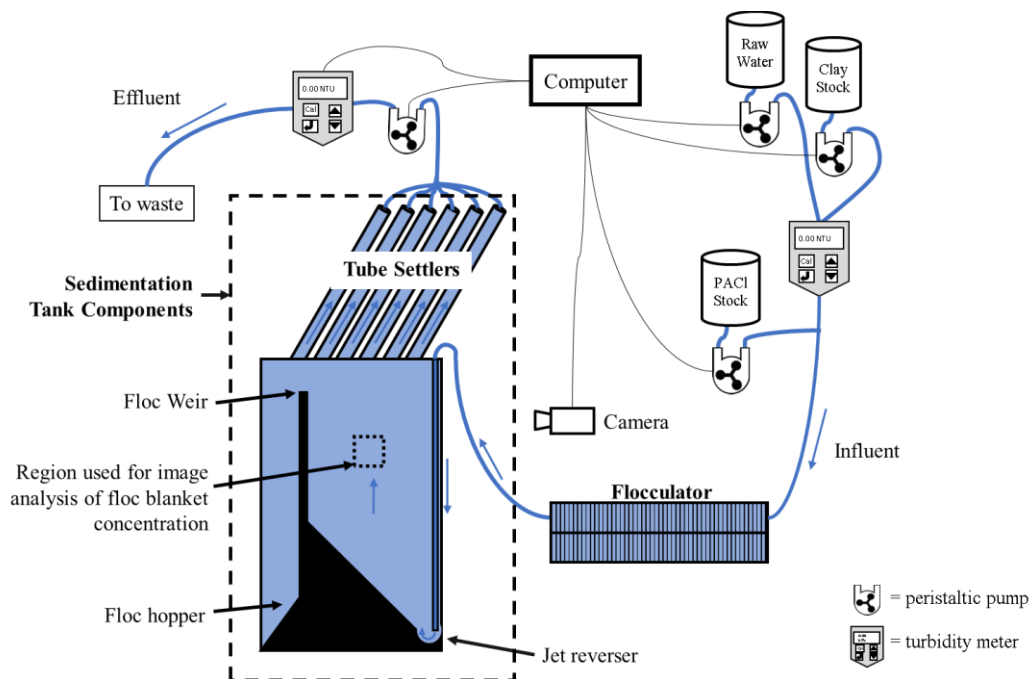 Raw
Water
Clay
Stock
Computer
0.00 NTU
Cal
Effluent
To waste
0.00 NTU
Cal
Tube Settlers
Sedimentation
Tank Components
PACl
Stock
Floc Weir
Camera
Influent
Region used for image
analysis of floc blanket
concentration
Flocculator
Floc hopper
Jet reverser
= peristaltic pump
= turbidity meter